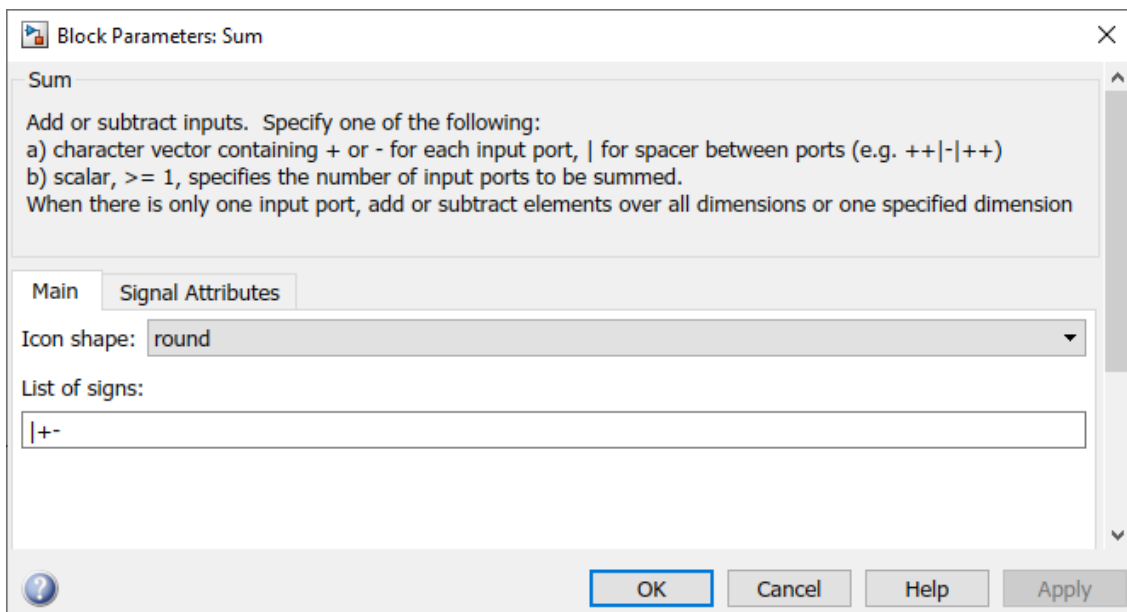 Block Parameters: Sum
Sum
Add or subtract inputs.  Specify one of the following:
a) character vector containing + or - for each input port, | for spacer between ports (e.g. ++|-|++)
b) scalar, >= 1, specifies the number of input ports to be summed.
When there is only one input port, add or subtract elements over all dimensions or one specified dimension
Main Signal Attributes
Icon shape: round
List of signs:
|+-
OK Cancel Help Apply